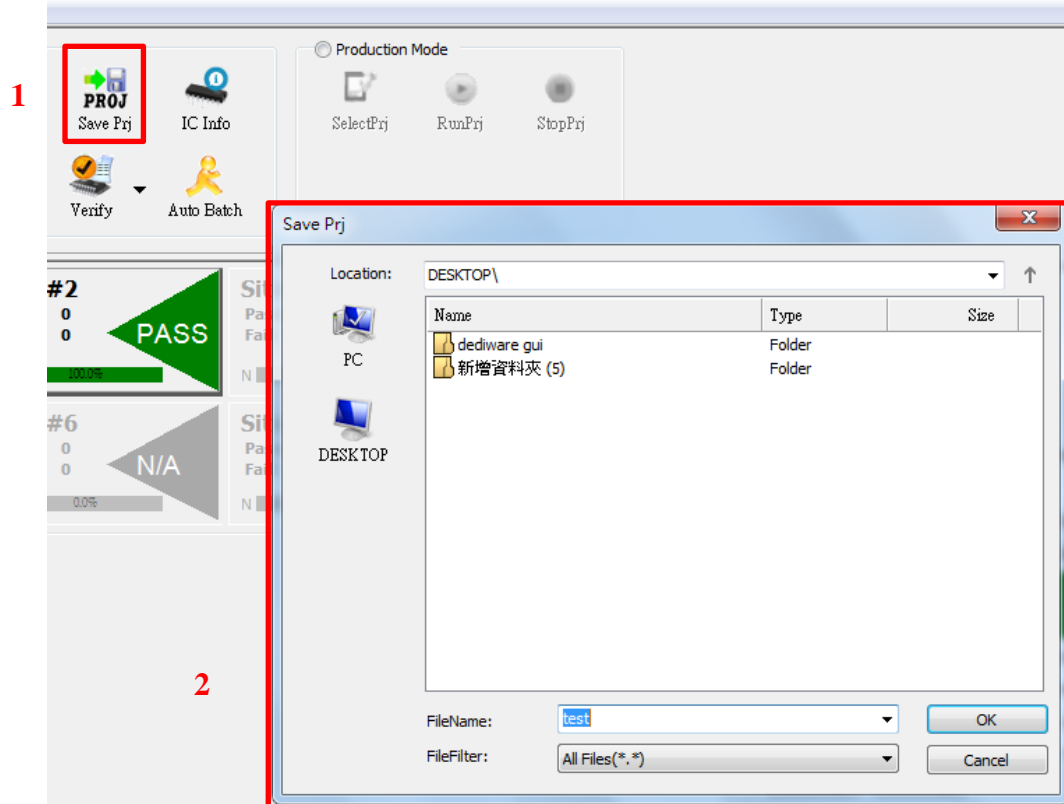 Production Mode
1
PROJ
Save Prj
IC Info
SelectPrj
RunPrj
StopPrj
Verify
Auto Batch
Save Prj
Location:
DESKTOP\
Name Type Size
dediware gui Folder
新增資料夾 (5) Folder
PC
DESKTOP
#2
0
0
PASS
100.0%
N
#6
0
0
N/A
0.0%
N
2
FileName:
test
OK
FileFilter:
All Files(*.*)
Cancel